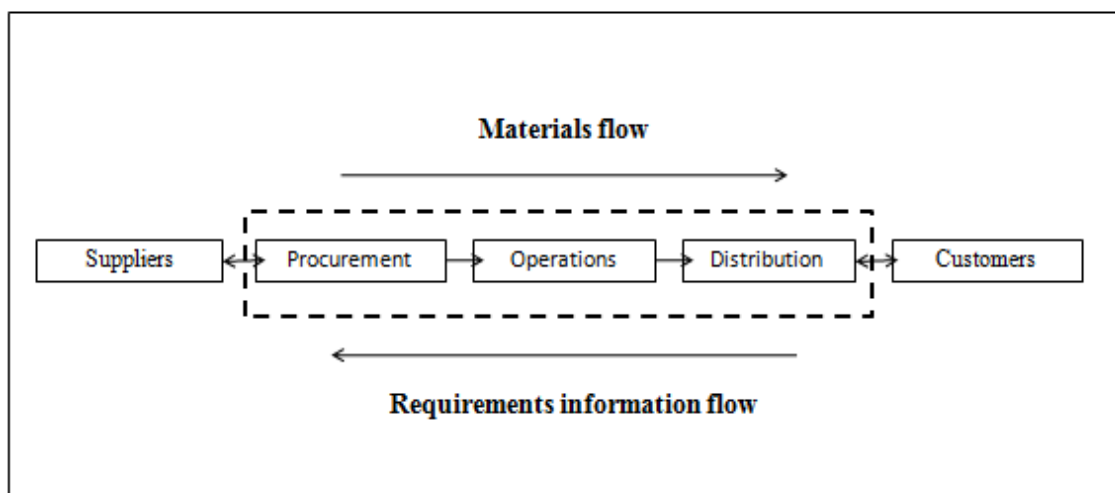 Materials flow
Suppliers
Procurement
Operations
Distribution
Customers
Requirements information flow